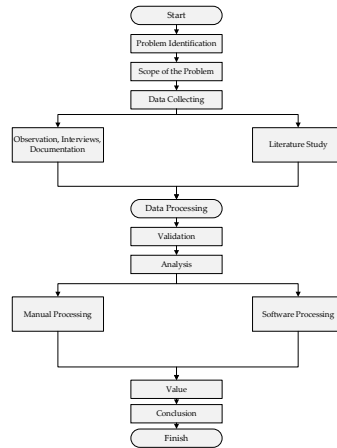 Start
Problem Identification
Scope of the Problem
Data Collecting
Observation, Interviews,
Documentation
Literature Study
Data Processing
Validation
Analysis
Manual Processing
Software Processing
Value
Conclusion
Finish